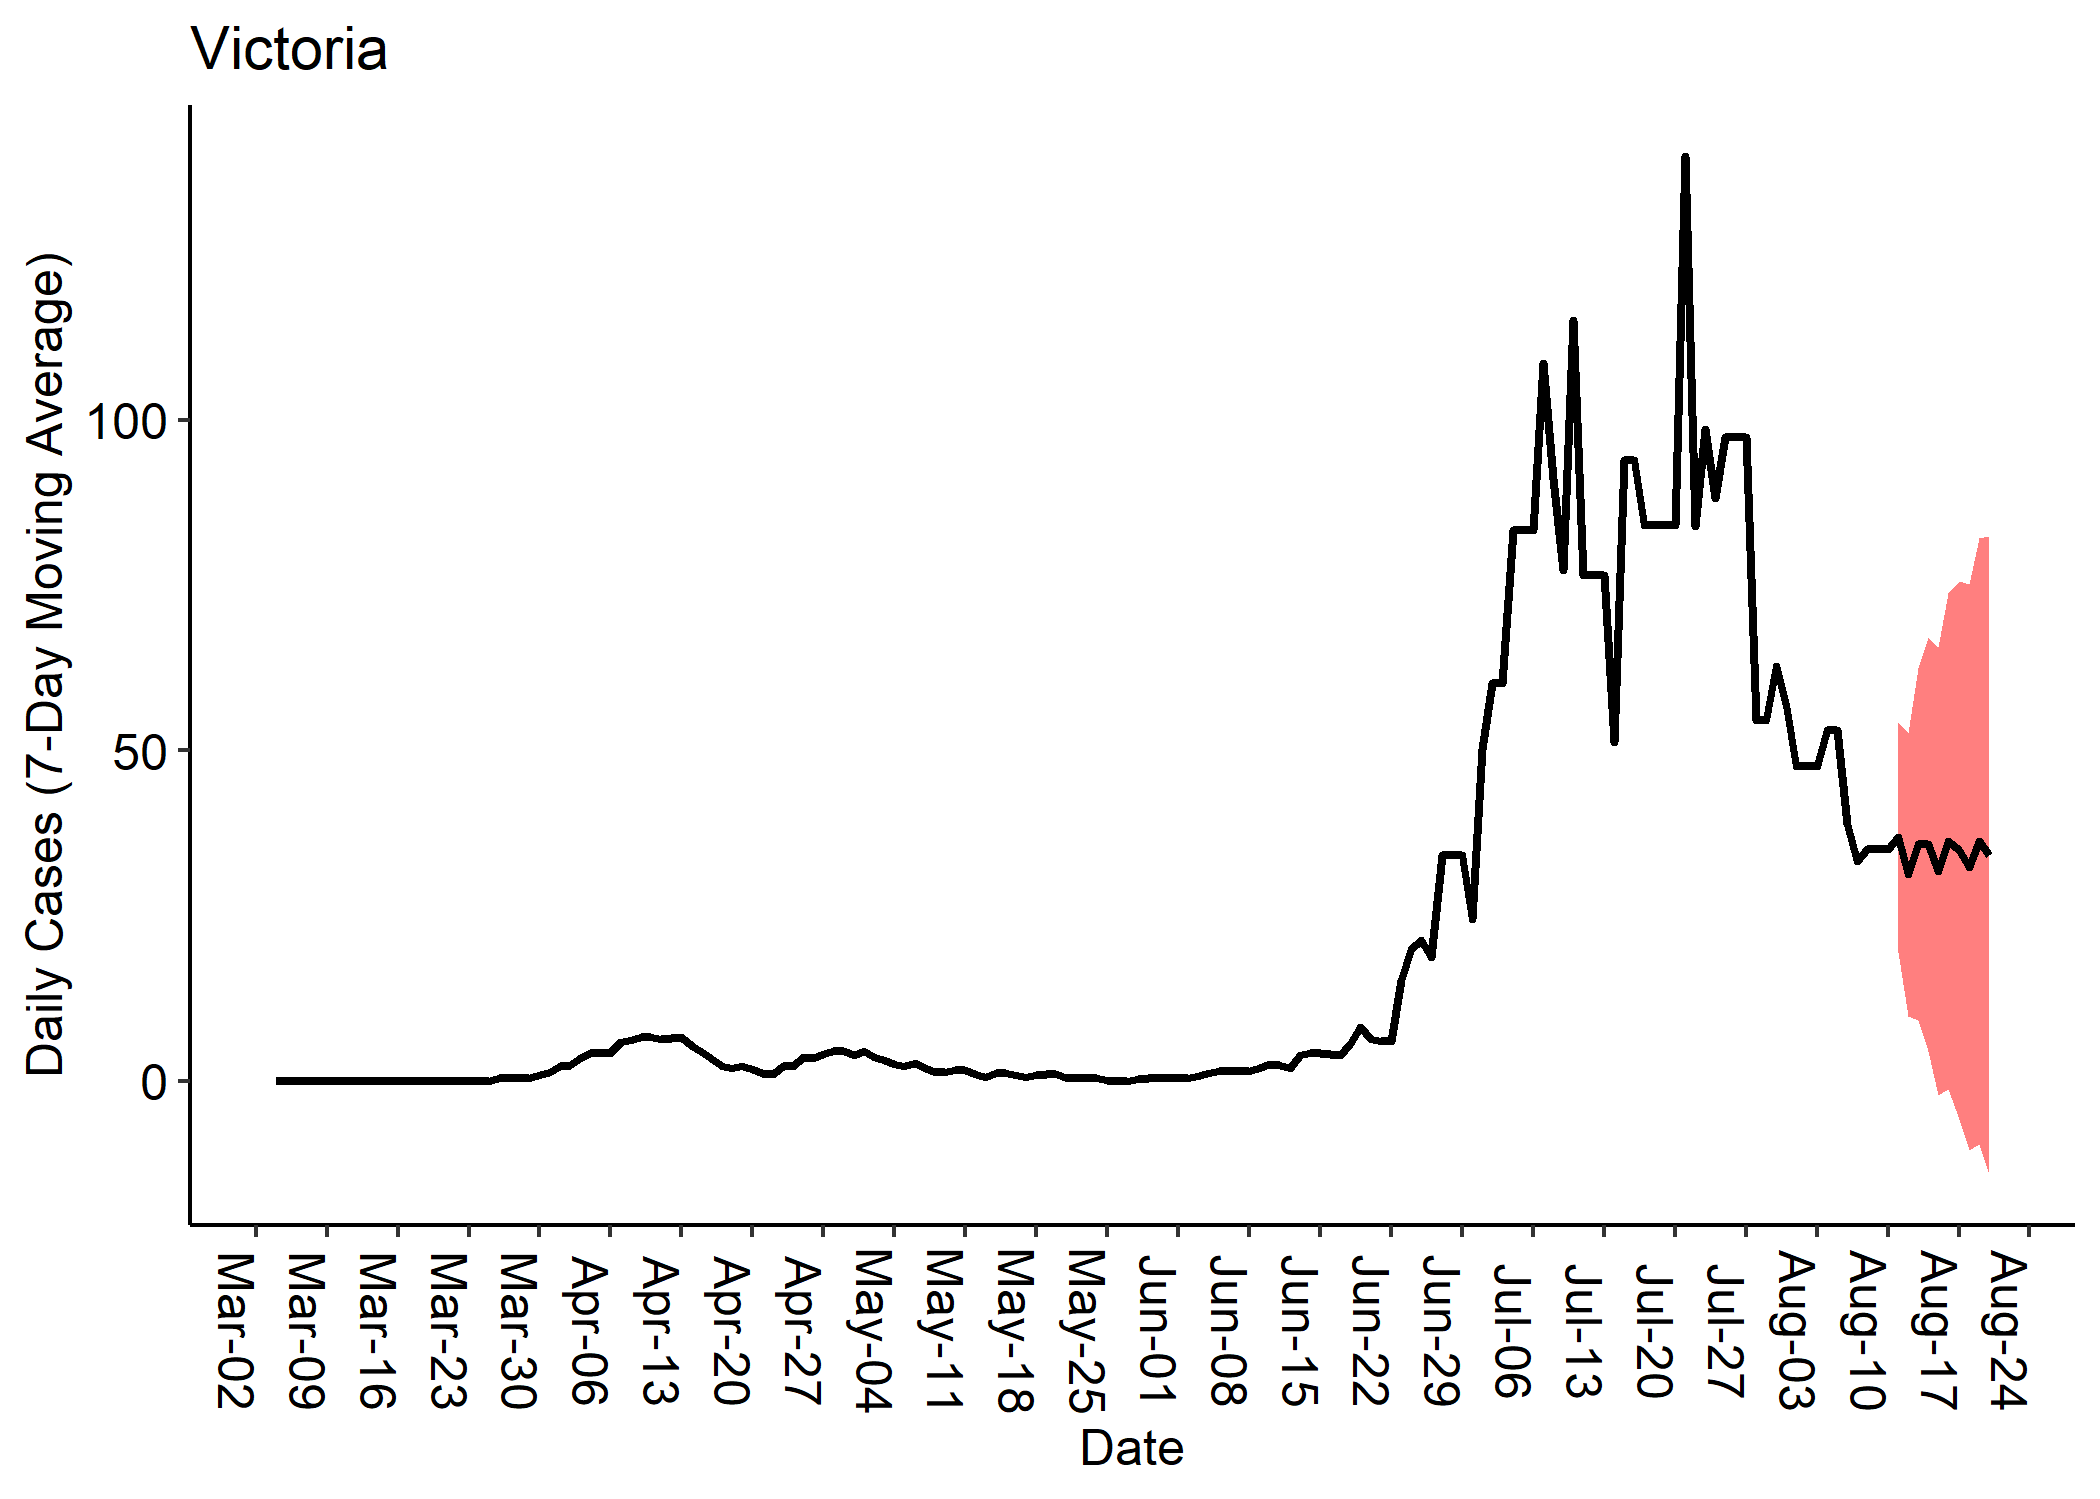 Victoria
Daily Cases (7-Day Moving Average)
100
50
0
Mar-02
Mar-09
Mar-16
Mar-23
Mar-30
Apr-06
Apr-13
Apr-20
Apr-27
May-04
May-11
May-18
May-25
Jun-01
Jun-08
Jun-15
Jun-22
Jun-29
Jul-06
Jul-13
Jul-20
Jul-27
Aug-03
Aug-10
Aug-17
Aug-24
Date